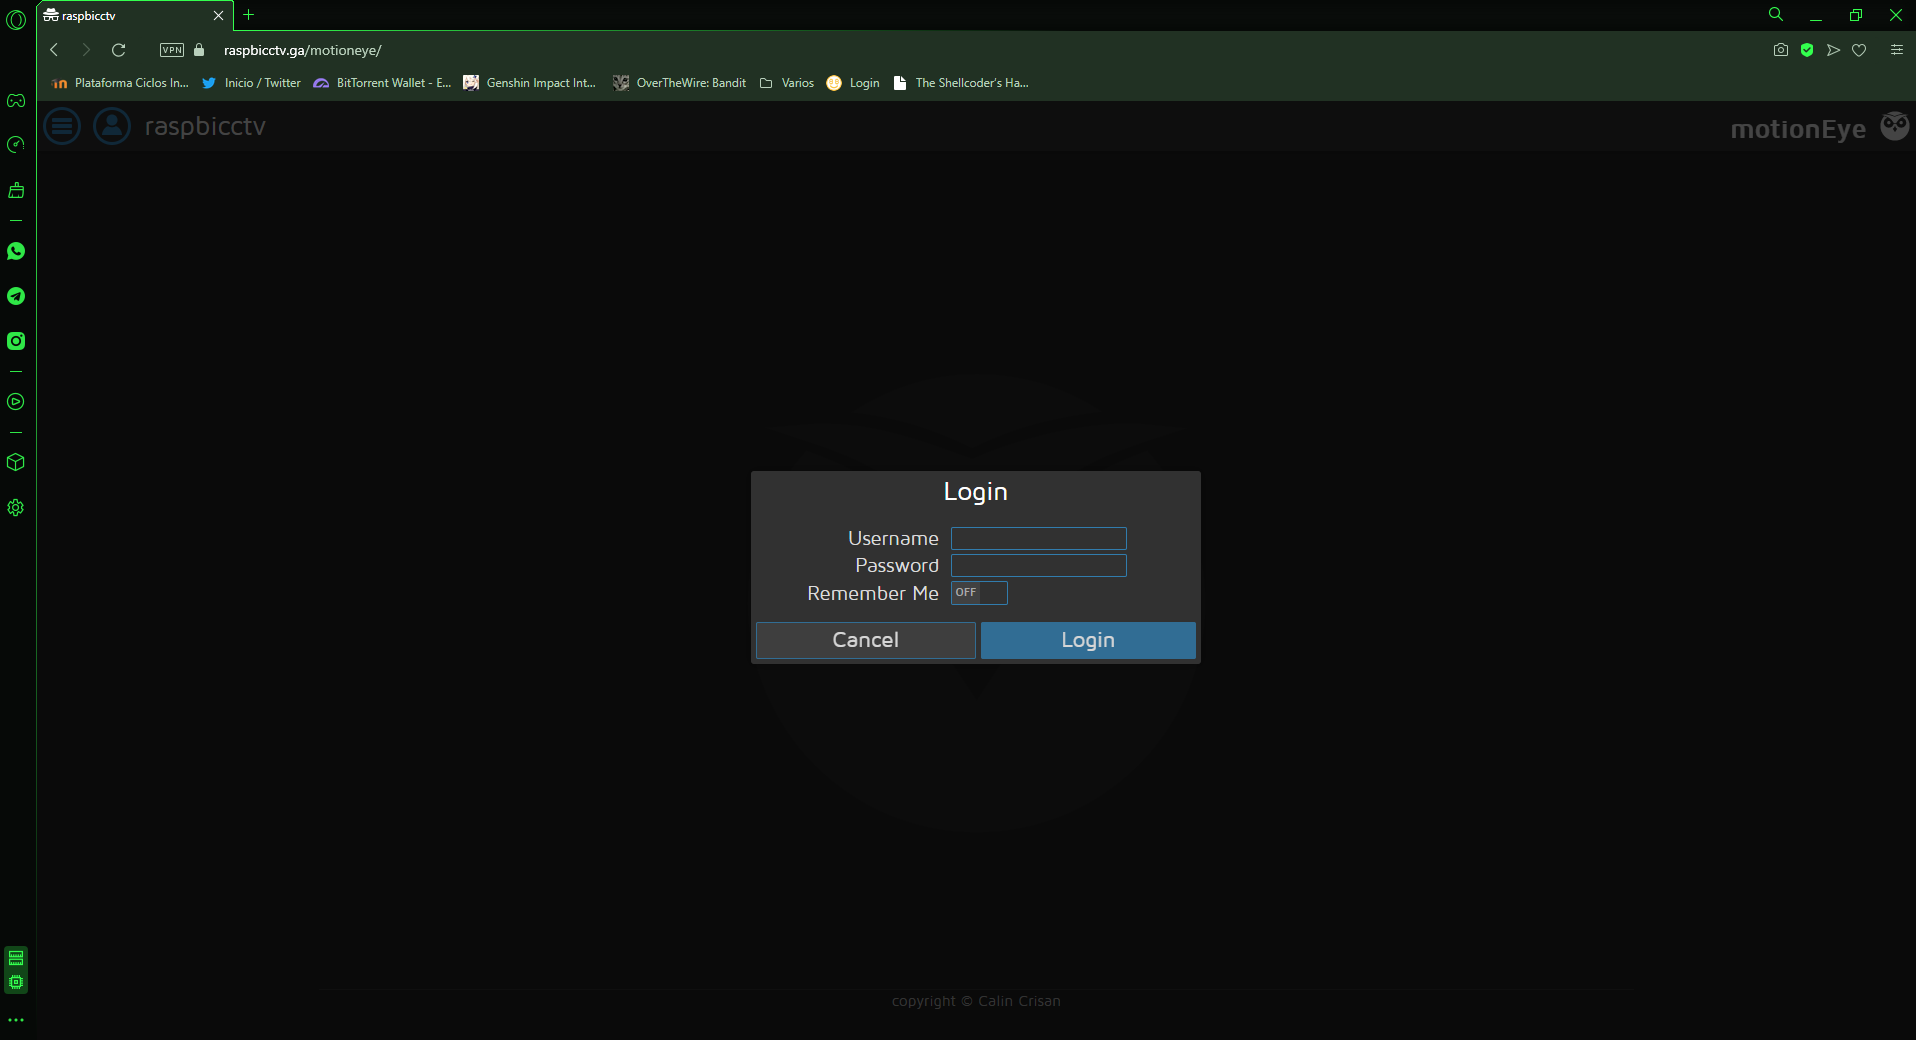 raspbicctv
VPN raspbicctv.ga/motioneye/
Plataforma Ciclos In... Inicio / Twitter BitTorrent Wallet - E... Genshin Impact Int... OverTheWire: Bandit Varios Login The Shellcoder's Ha...
raspbicctv motionEye
Login
Username
Password
Remember Me OFF
Cancel Login
copyright © Calin Crisan